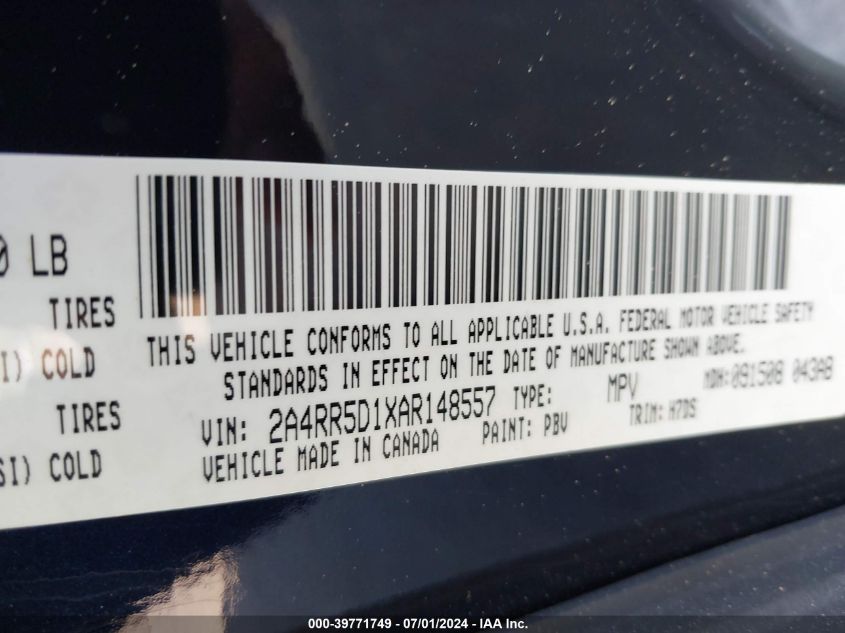 0 LB
TIRES
I) COLD
TIRES
SI) COLD
THIS VEHICLE CONFORMS TO ALL APPLICABLE U.S.A. FEDERAL MOTOR VEHICLE SAFETY
STANDARDS IN EFFECT ON THE DATE OF MANUFACTURE SHOWN ABOVE.
VIN: 2A4RR5D1XAR148557 TYPE: MPV MDH:091508 043AB
VEHICLE MADE IN CANADA PAINT: PBV TRIM: H7DS
000-39771749 - 07/01/2024 - IAA Inc.